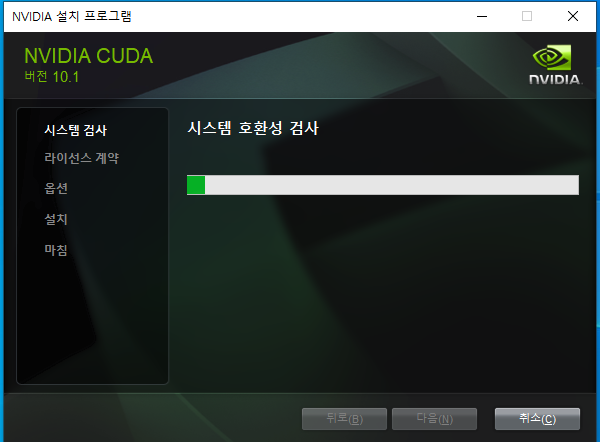 NVIDIA 설치 프로그램
NVIDIA CUDA
버전 10.1
NVIDIA.
시스템 검사
라이선스 계약
옵션
설치
마침
시스템 호환성 검사
뒤로(B)
다음(N)
취소(C)